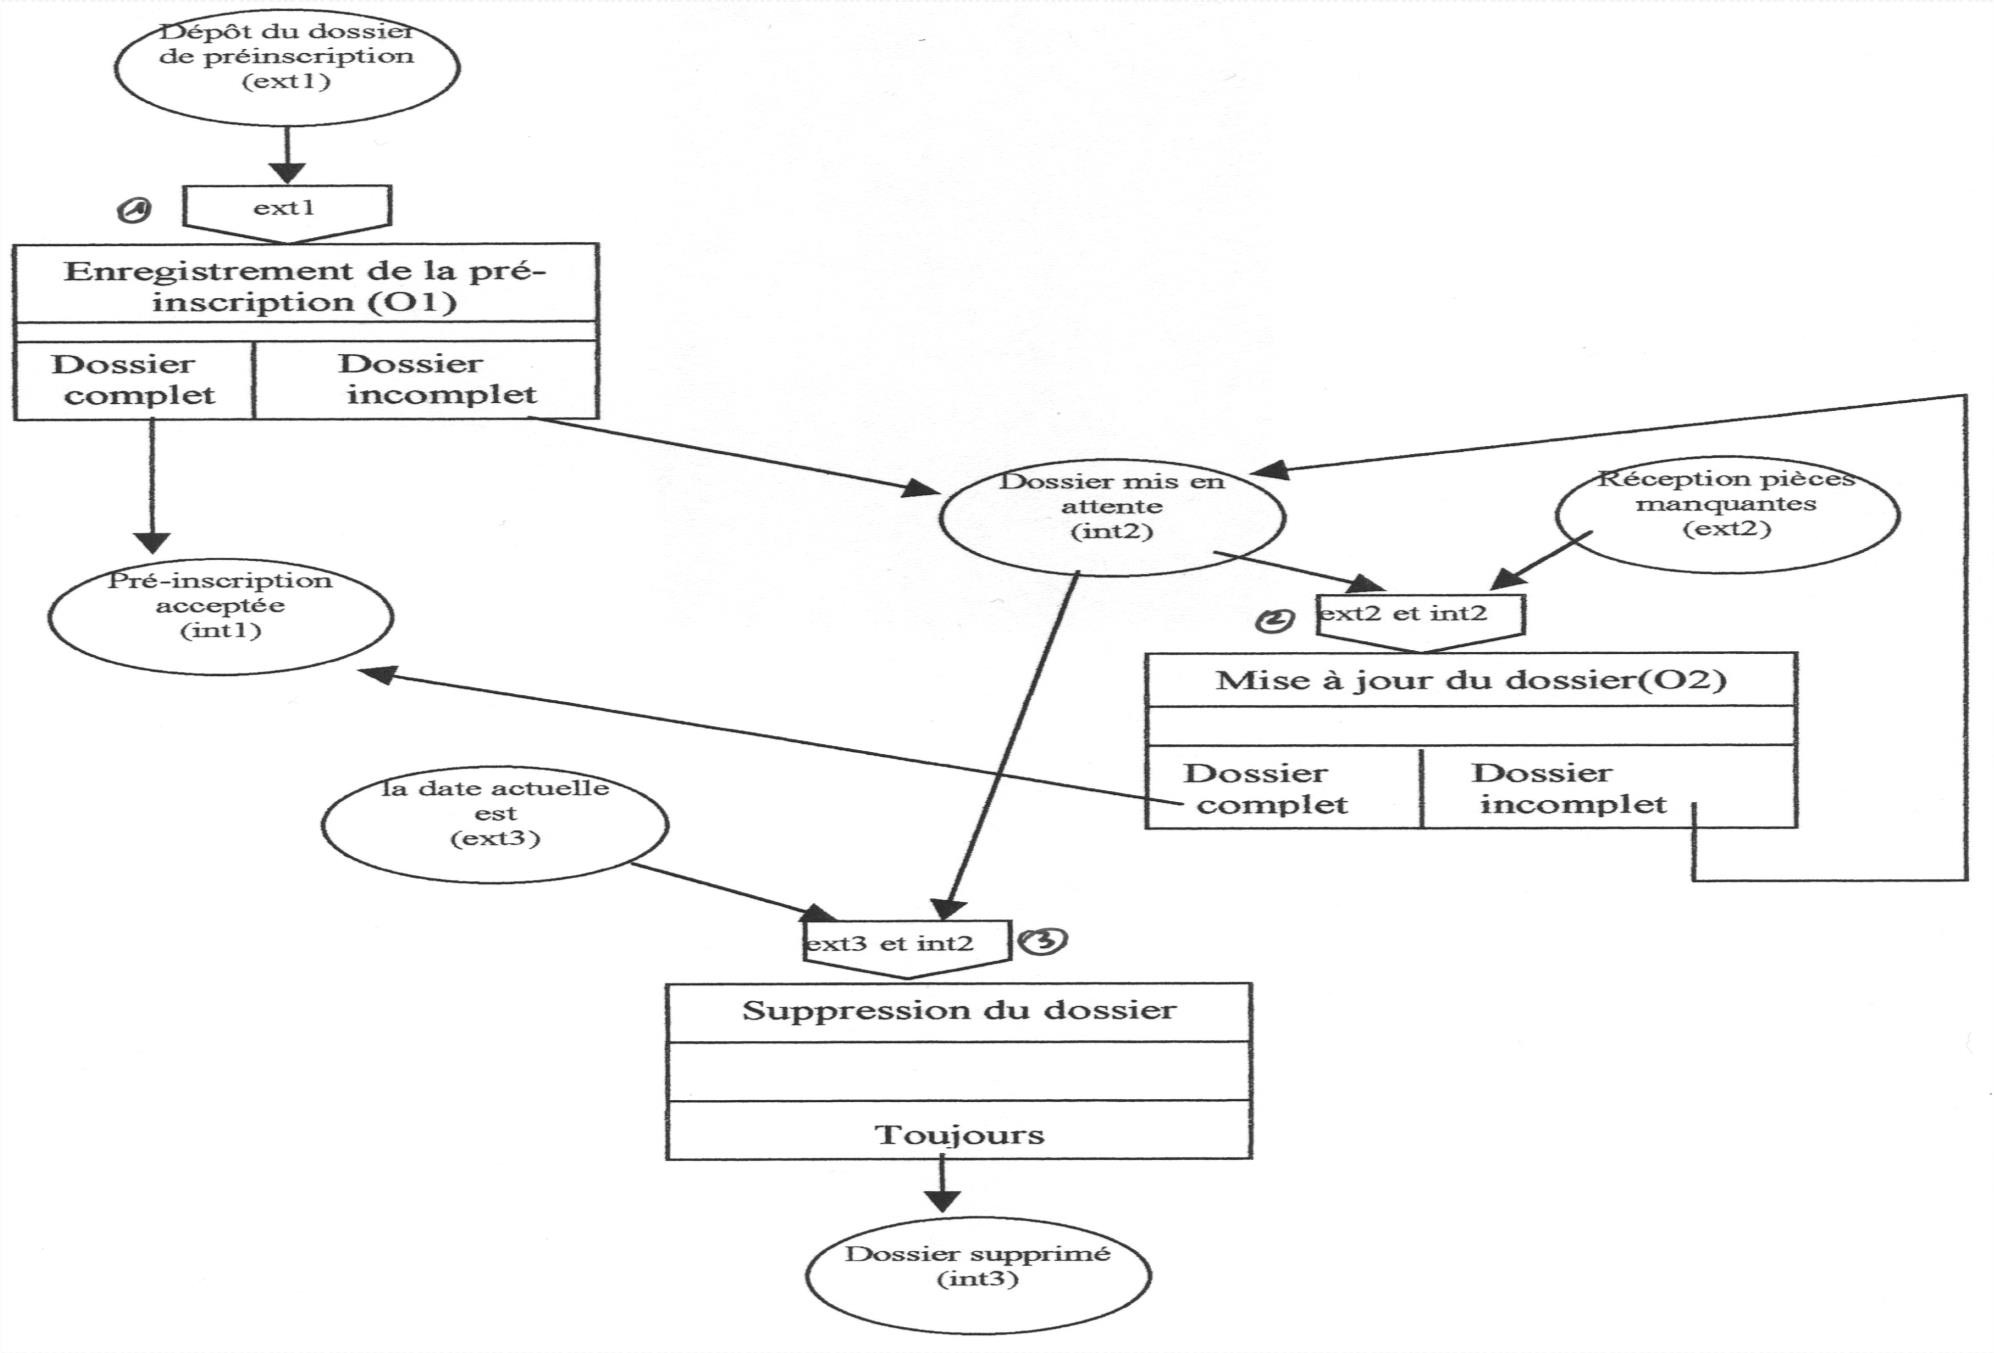 Dépôt du dossier
de préinscription
(ext1)
1
ext1
Enregistrement de la pré-
inscription (O1)
Dossier
complet
Dossier
incomplet
Dossier mis en
attente
(int2)
Réception pièces
manquantes
(ext2)
Pré-inscription
acceptée
(int1)
2
ext2 et int2
Mise à jour du dossier(O2)
Dossier
complet
Dossier
incomplet
la date actuelle
est
(ext3)
ext3 et int2
3
Suppression du dossier
Toujours
Dossier supprimé
(int3)